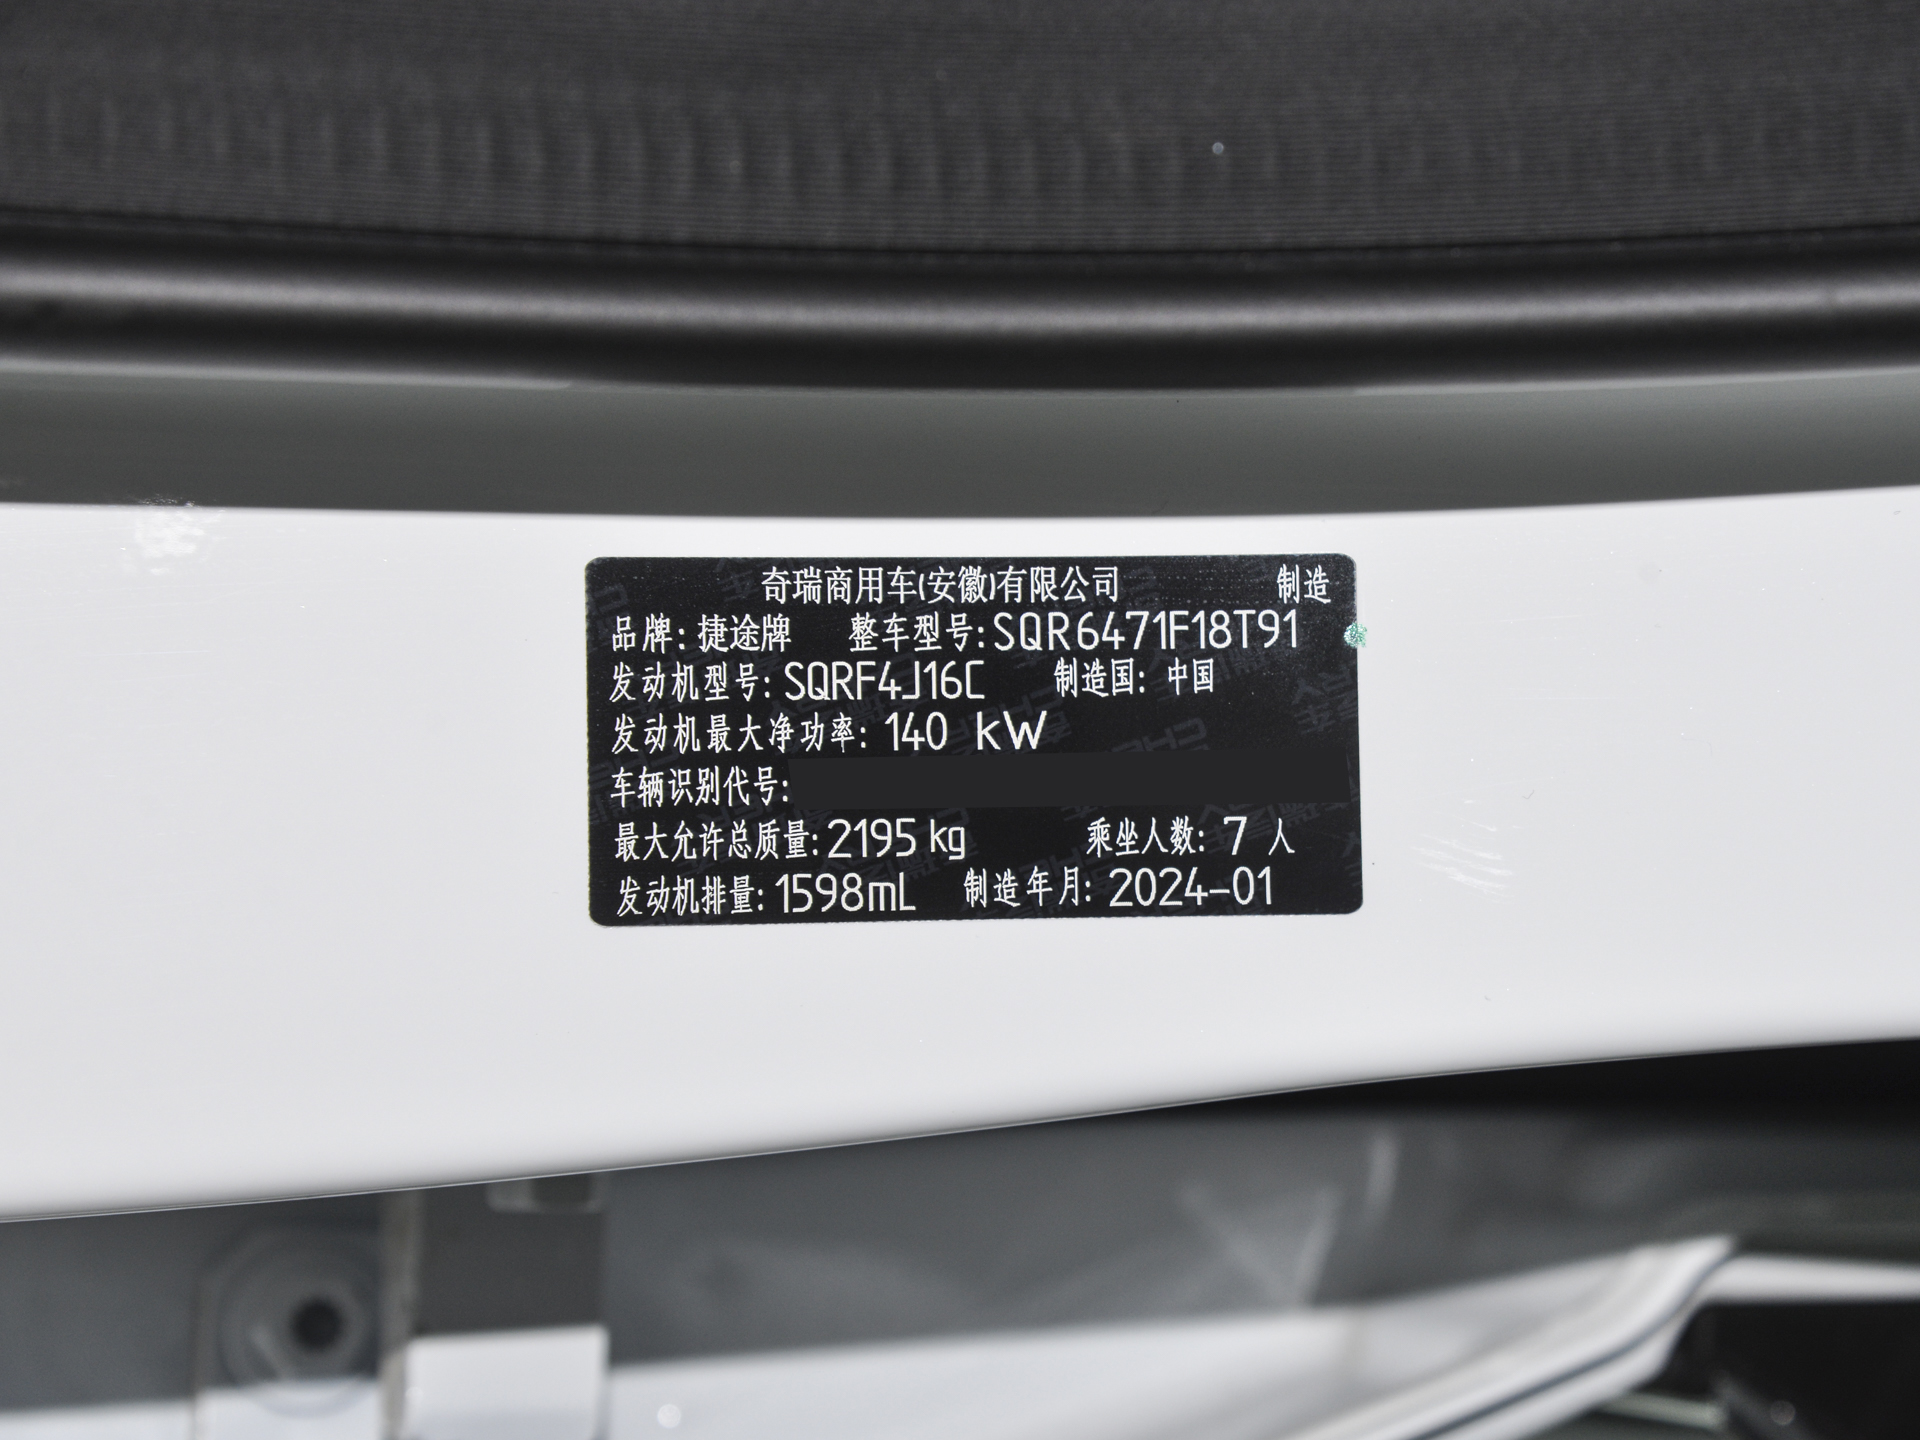 奇瑞商用车(安徽)有限公司 制造
品牌: 捷途牌 整车型号: SQR6471F18T91
发动机型号: SQRF4J16C 制造国: 中国
发动机最大净功率: 140 kW
车辆识别代号:
最大允许总质量: 2195 kg 乘坐人数: 7 人
发动机排量: 1598mL 制造年月: 2024-01